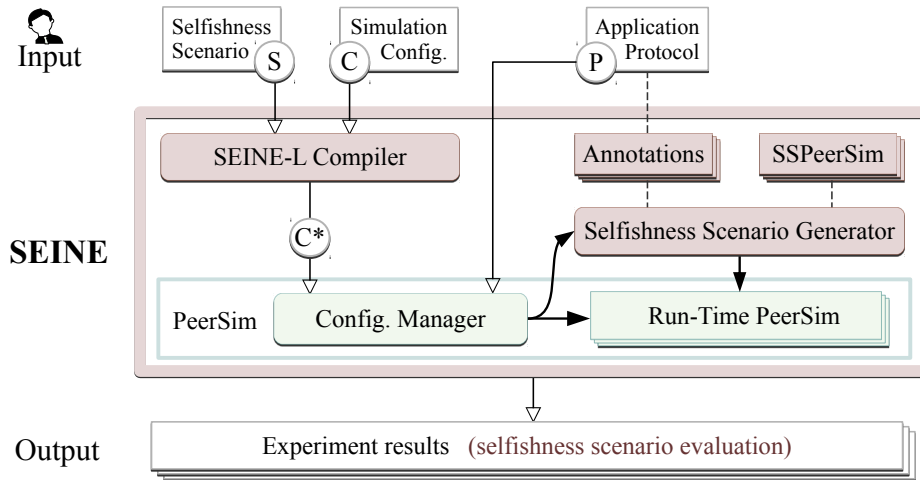 Input
Selfishness
Scenario
S
Simulation
Config.
C
Application
Protocol
P
SEINE
SEINE-L Compiler
Annotations
SSPeerSim
C*
Selfishness Scenario Generator
PeerSim
Config. Manager
Run-Time PeerSim
Output
Experiment results (selfishness scenario evaluation)